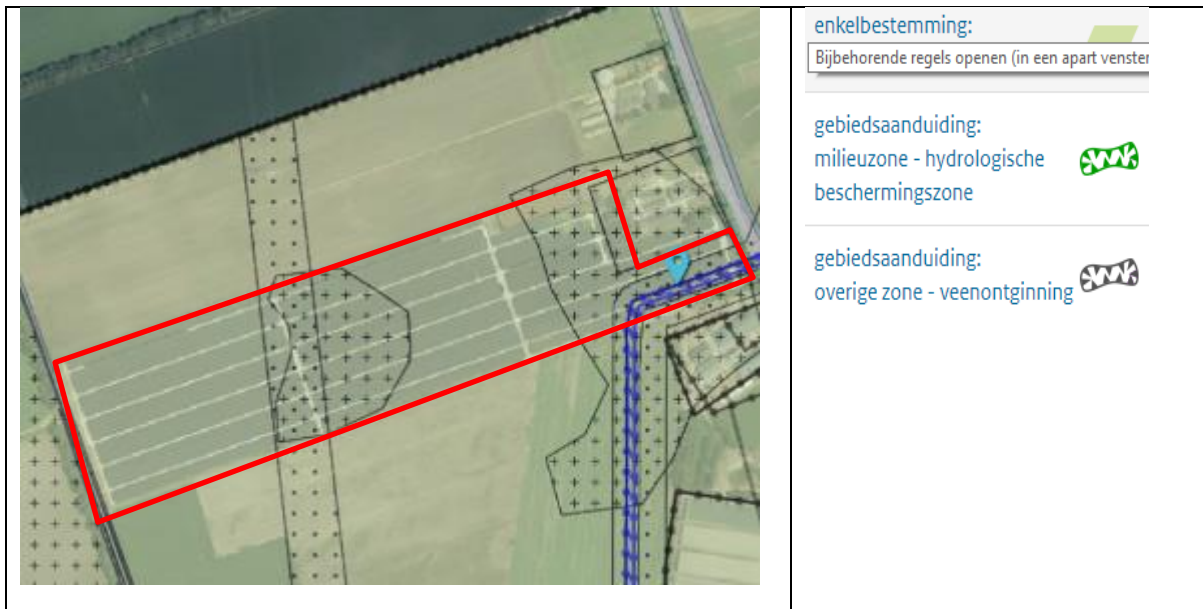 enkelbestemming:
Bijbehorende regels openen (in een apart venster
gebiedsaanduiding:
milieuzone - hydrologische
beschermingszone
gebiedsaanduiding:
overige zone - veenontginning